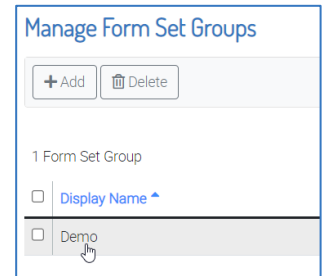 Manage Form Set Groups
Add Delete
1 Form Set Group
Display Name
Demo